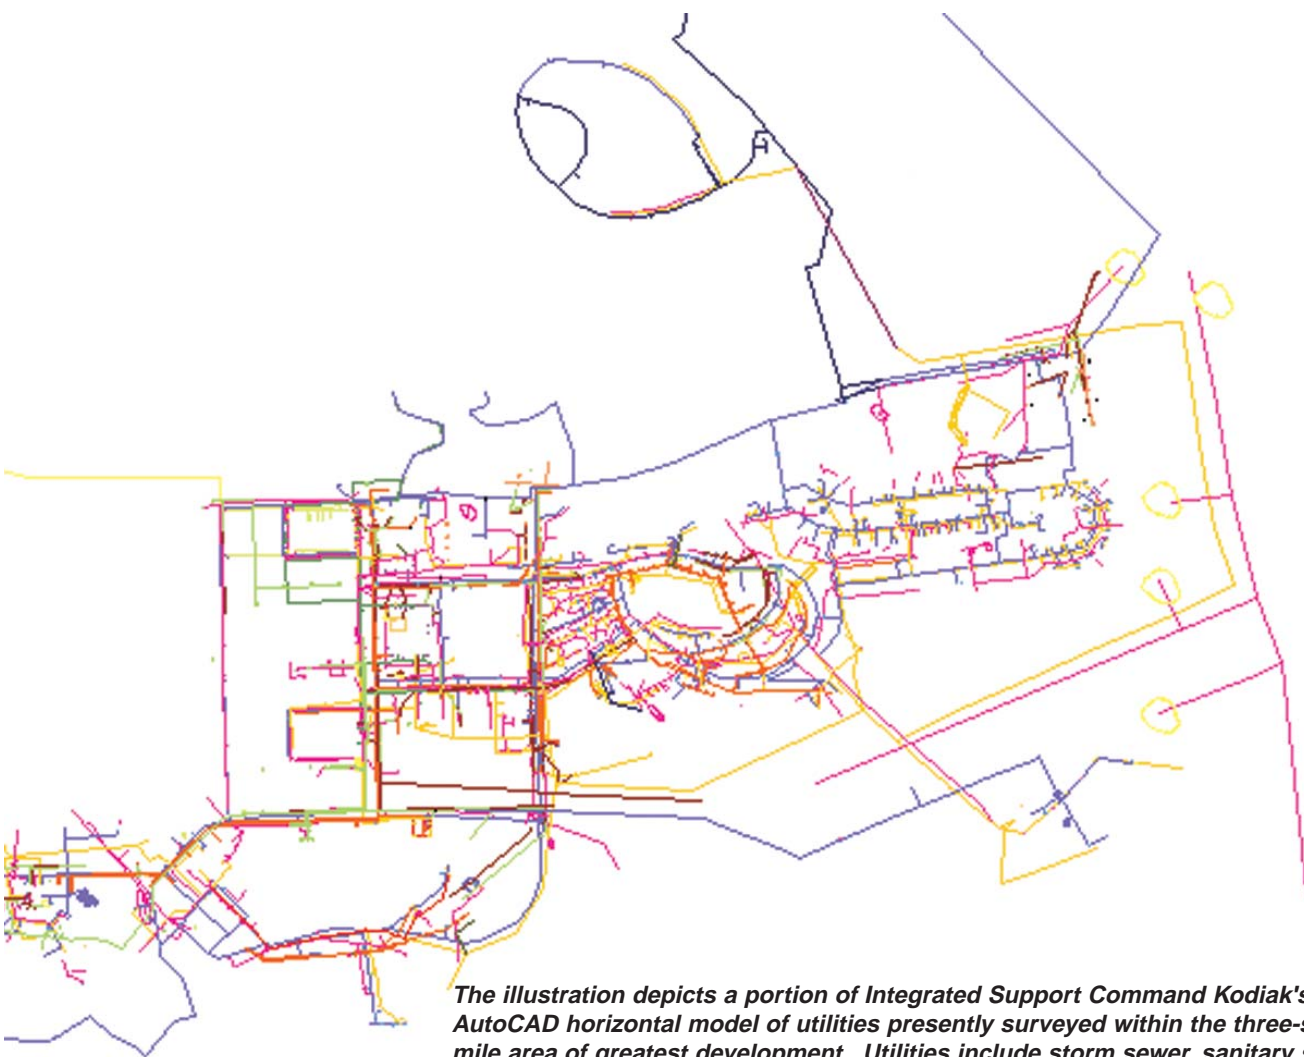 The illustration depicts a portion of Integrated Support Command Kodiak's
AutoCAD horizontal model of utilities presently surveyed within the
mile area of greatest development. Utilities include storm sewer, sanitary